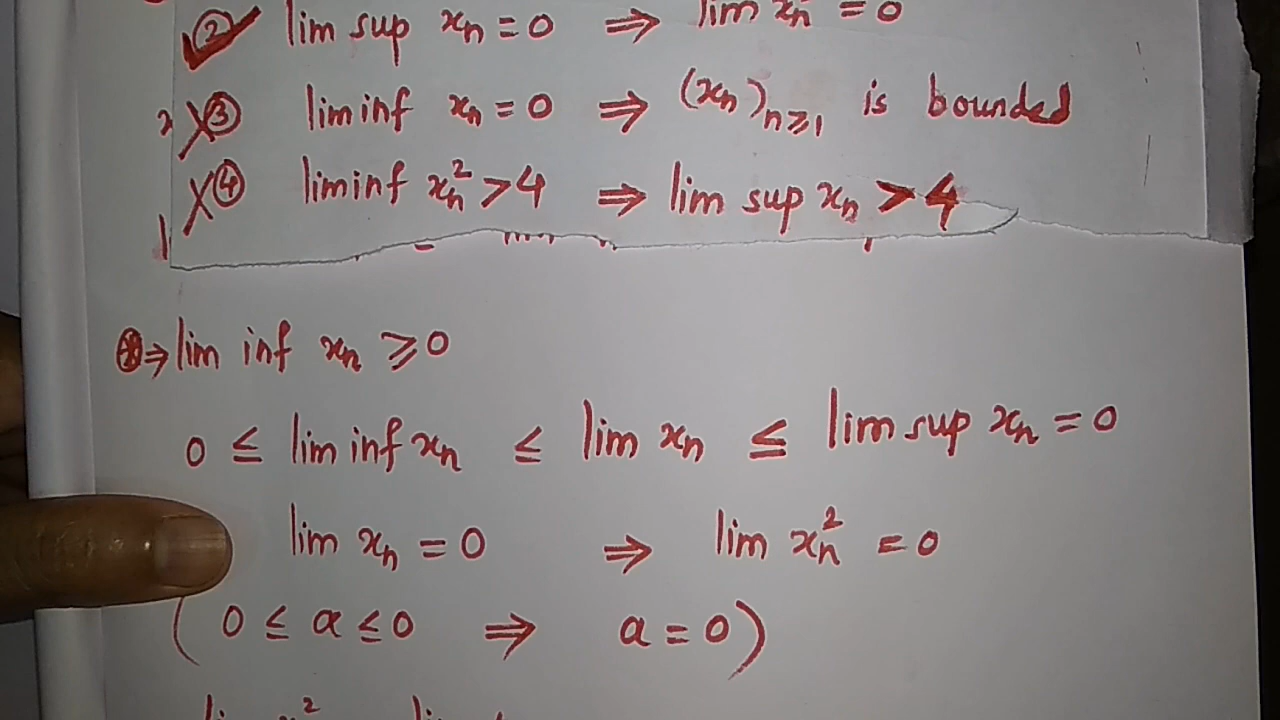 ② lim sup xₙ = 0 ⇒ lim xₙ = 0
③ lim inf xₙ = 0 ⇒ (xₙ)ₙ≥₁ is bounded
④ lim inf xₙ² > 4 ⇒ lim sup xₙ > 4
⇒ lim inf xₙ ≥ 0
0 ≤ lim inf xₙ ≤ lim xₙ ≤ lim sup xₙ = 0
lim xₙ = 0 ⇒ lim xₙ² = 0
( 0 ≤ a ≤ 0 ⇒ a = 0 )